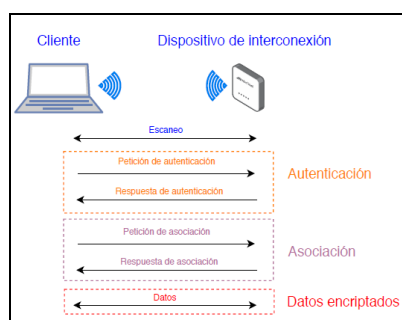 Cliente
Dispositivo de interconexión
Escaneo
Petición de autenticación
Respuesta de autenticación
Autenticación
Petición de asociación
Respuesta de asociación
Asociación
Datos
Datos encriptados